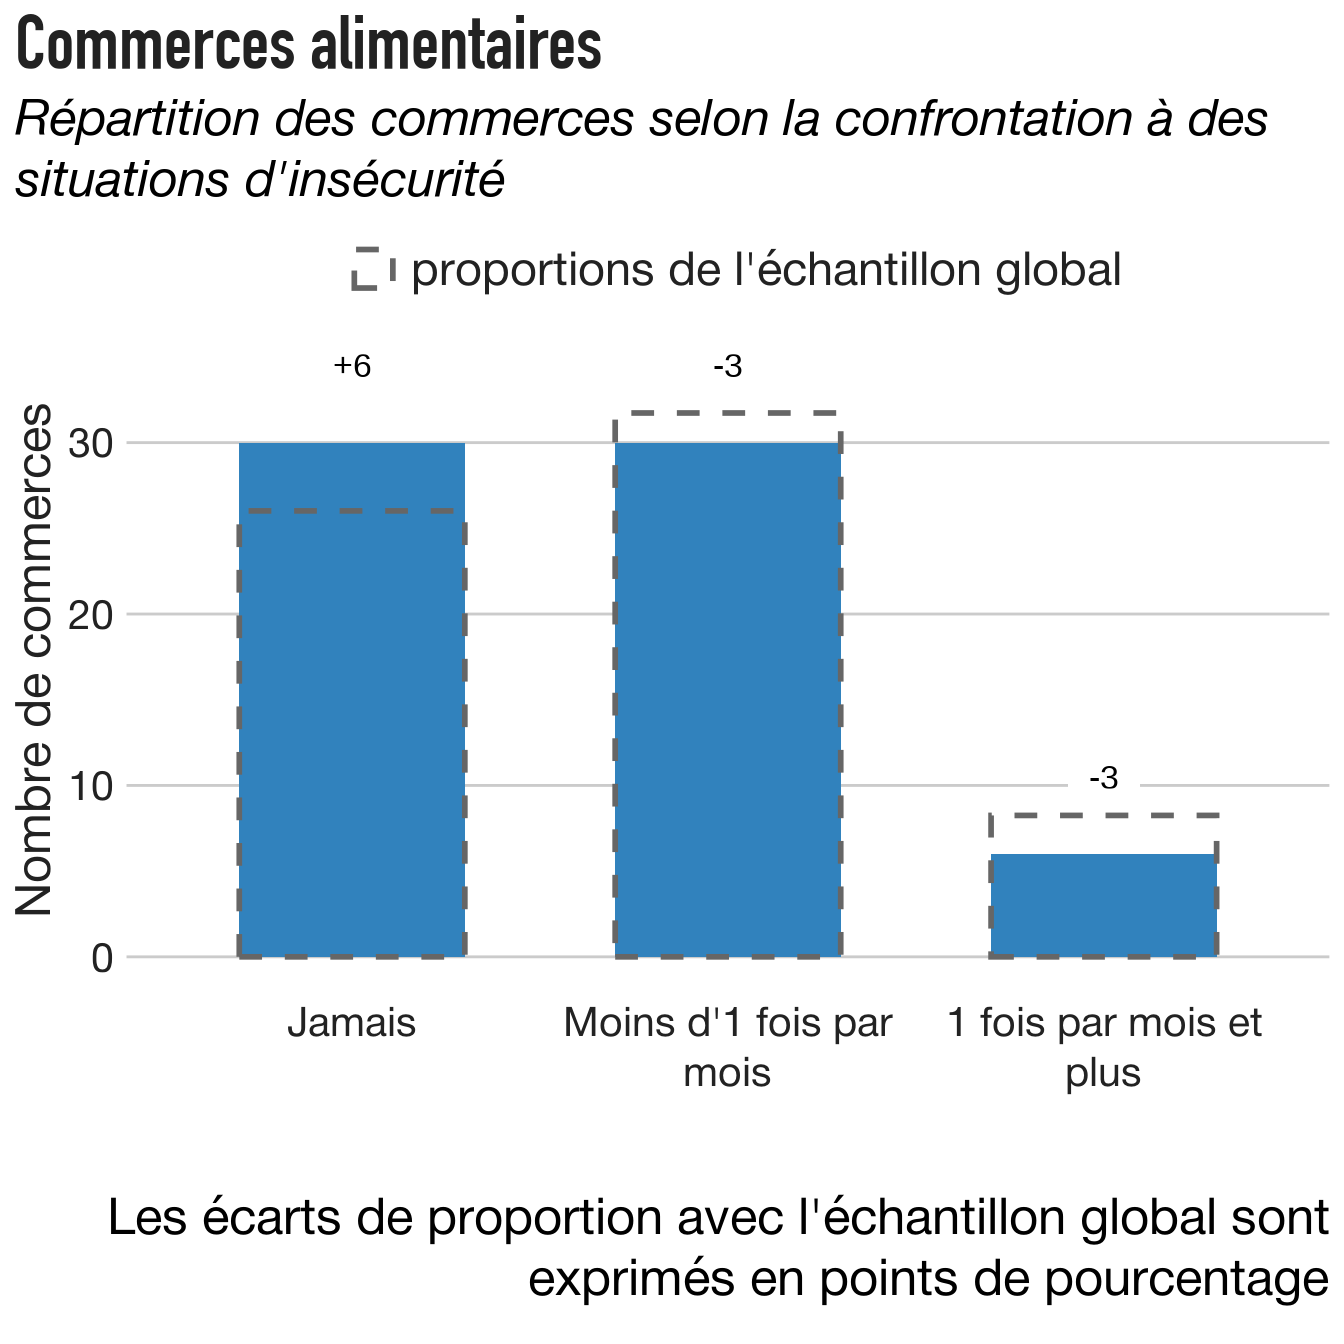 Commerces alimentaires
Répartition des commerces selon la confrontation à des
situations d'insécurité
proportions de l'échantillon global
+6
-3
-3
Nombre de commerces
30
20
10
0
Jamais
Moins d'1 fois par
mois
1 fois par mois et
plus
Les écarts de proportion avec l'échantillon global sont
exprimés en points de pourcentage